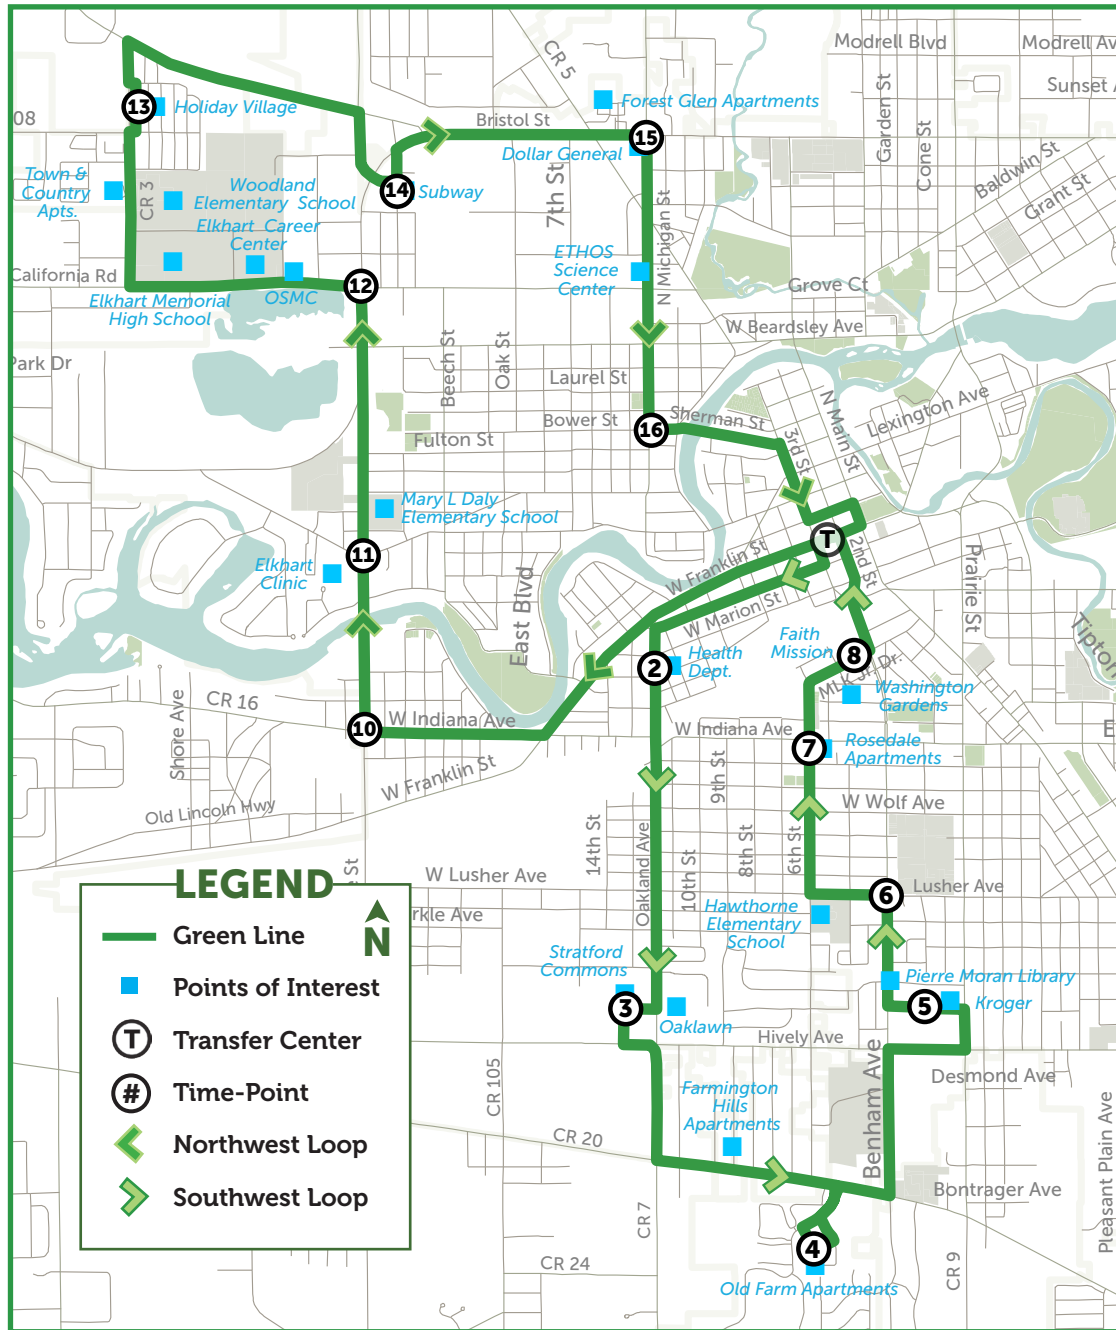 Modrell Blvd
Modrell Av
CR 5
Sunset A
13
Holiday Village
Forest Glen Apartments
Garden St
08
Bristol St
15
Cone St
Dollar General
Baldwin St
Town &
Country
Apts.
CR 3
Woodland
Elementary School
14
Subway
7th St
Grant St
Elkhart Career
Center
N Michigan St
ETHOS
Science
Center
California Rd
12
Grove Ct
Elkhart Memorial
High School
OSMC
W Beardsley Ave
Park Dr
Beech St
Oak St
Laurel St
Bower St
Sherman St
N Main St
Lexington Ave
16
Fulton St
3rd St
Mary L Daly
Elementary School
T
11
Elkhart
Clinic
W Franklin St
2nd St
Prairie St
East Blvd
W Marion St
Tipton
Faith
Mission
8
2
Health
Dept.
MLK Jr. Dr.
Washington
Gardens
CR 16
Shore Ave
10
W Indiana Ave
W Indiana Ave
7
Rosedale
Apartments
E
W Franklin St
9th St
Old Lincoln Hwy
W Wolf Ave
14th St
Oakland Ave
8th St
6th St
e St
W Lusher Ave
10th St
6
Lusher Ave
rkle Ave
Hawthorne
Elementary
School
LEGEND
N
Green Line
Points of Interest
T
Transfer Center
#
Time-Point
Northwest Loop
Southwest Loop
Stratford
Commons
Pierre Moran Library
3
5
Kroger
Oaklawn
Hively Ave
CR 105
Benham Ave
Desmond Ave
Farmington
Hills
Apartments
Pleasant Plain Ave
CR 20
Bontrager Ave
CR 7
4
CR 24
CR 9
Old Farm Apartments